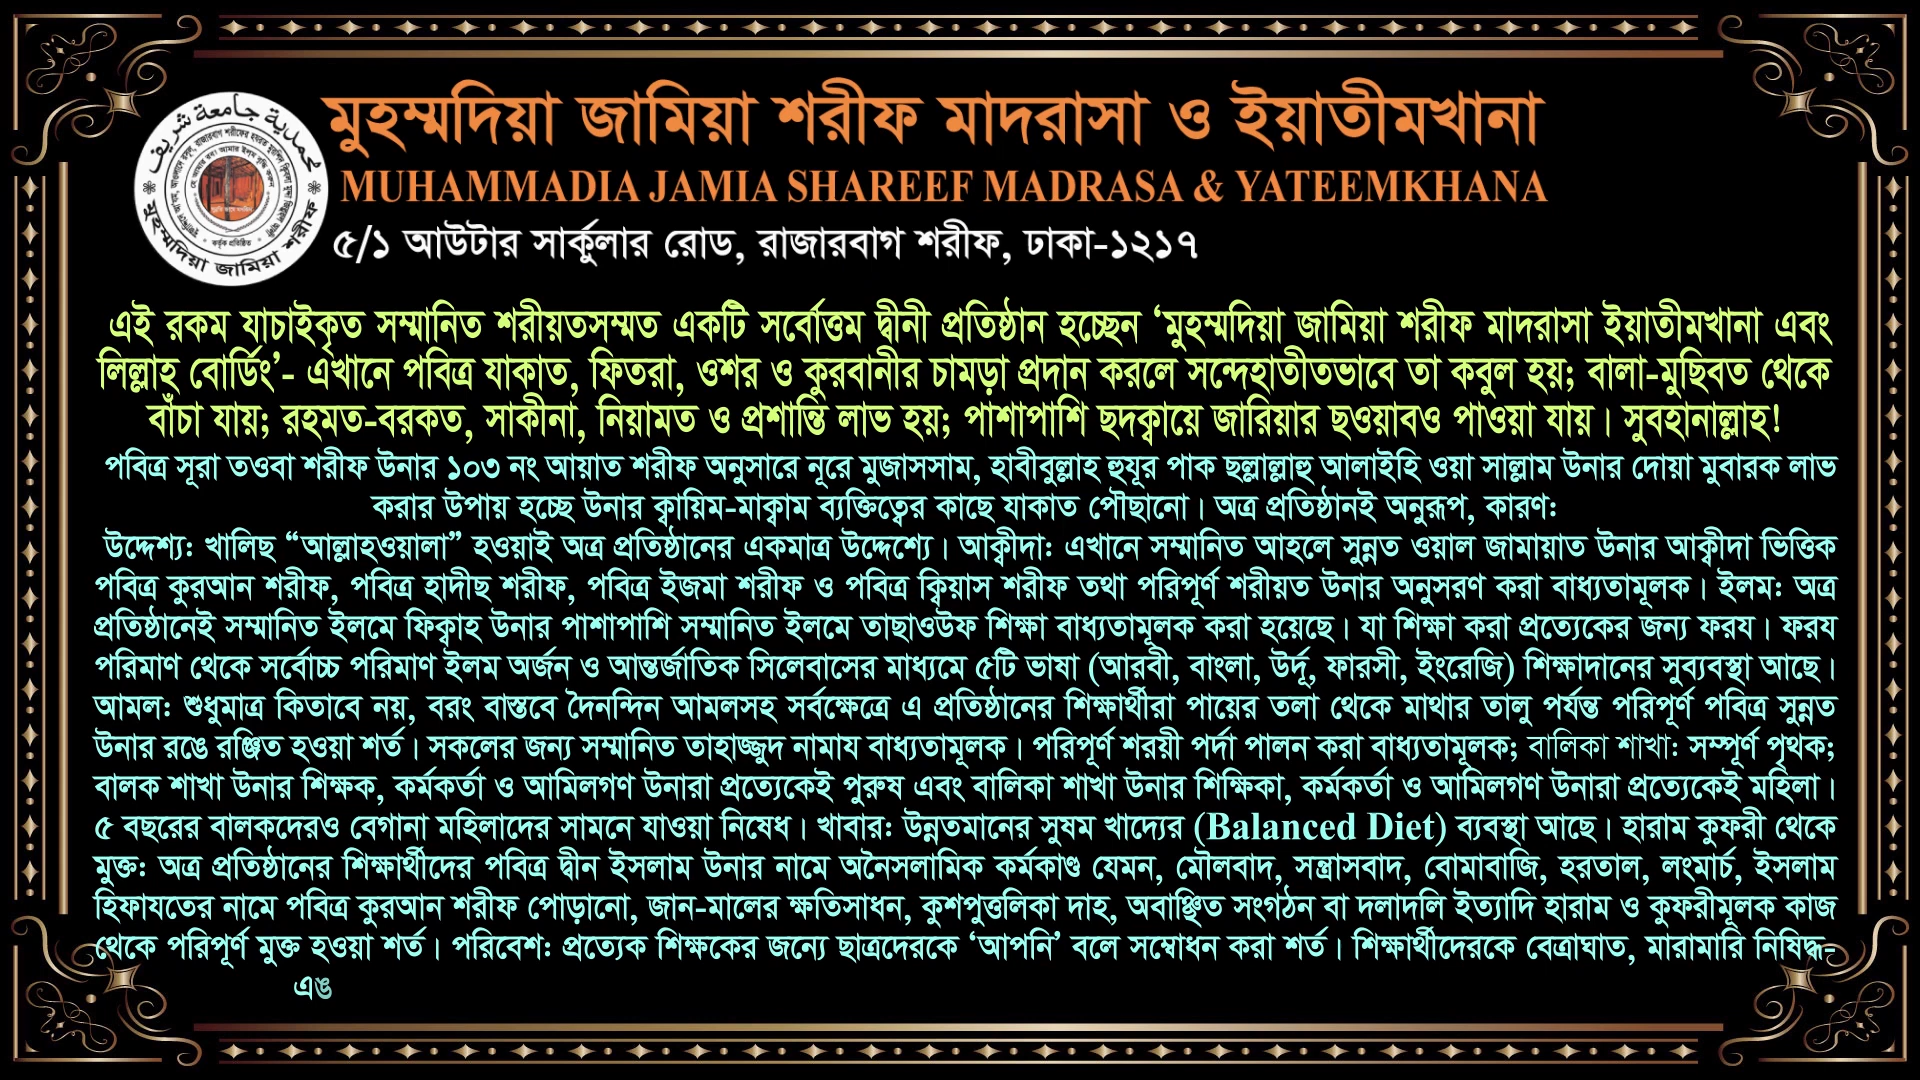 محمدية جامعة شريف
মুহম্মদিয়া জামিয়া শরীফ
মুহম্মদিয়া জামিয়া শরীফ মাদরাসা ও ইয়াতীমখানা
MUHAMMADIA JAMIA SHAREEF MADRASA & YATEEMKHANA
৫/১ আউটার সার্কুলার রোড, রাজারবাগ শরীফ, ঢাকা-১২১৭
এই রকম যাচাইকৃত সম্মানিত শরীয়তসম্মত একটি সর্বোত্তম দ্বীনী প্রতিষ্ঠান হচ্ছেন ‘মুহম্মদিয়া জামিয়া শরীফ মাদরাসা ইয়াতীমখানা এবং
লিল্লাহ বোর্ডিং’- এখানে পবিত্র যাকাত, ফিতরা, ওশর ও কুরবানীর চামড়া প্রদান করলে সন্দেহাতীতভাবে তা কবুল হয়; বালা-মুছিবত থেকে
বাঁচা যায়; রহমত-বরকত, সাকীনা, নিয়ামত ও প্রশান্তি লাভ হয়; পাশাপাশি ছদক্বায়ে জারিয়ার ছওয়াবও পাওয়া যায়। সুবহানাল্লাহ!
পবিত্র সূরা তওবা শরীফ উনার ১০৩ নং আয়াত শরীফ অনুসারে নূরে মুজাসসাম, হাবীবুল্লাহ হুযূর পাক ছল্লাল্লাহু আলাইহি ওয়া সাল্লাম উনার দোয়া মুবারক লাভ
করার উপায় হচ্ছে উনার ক্বায়িম-মাক্বাম ব্যক্তিত্বের কাছে যাকাত পৌছানো। অত্র প্রতিষ্ঠানই অনুরূপ, কারণ:
উদ্দেশ্য: খালিছ “আল্লাহওয়ালা” হওয়াই অত্র প্রতিষ্ঠানের একমাত্র উদ্দেশ্যে। আক্বীদা: এখানে সম্মানিত আহলে সুন্নত ওয়াল জামায়াত উনার আক্বীদা ভিত্তিক
পবিত্র কুরআন শরীফ, পবিত্র হাদীছ শরীফ, পবিত্র ইজমা শরীফ ও পবিত্র ক্বিয়াস শরীফ তথা পরিপূর্ণ শরীয়ত উনার অনুসরণ করা বাধ্যতামূলক। ইলম: অত্র
প্রতিষ্ঠানেই সম্মানিত ইলমে ফিক্বাহ উনার পাশাপাশি সম্মানিত ইলমে তাছাওউফ শিক্ষা বাধ্যতামূলক করা হয়েছে। যা শিক্ষা করা প্রত্যেকের জন্য ফরয। ফরয
পরিমাণ থেকে সর্বোচ্চ পরিমাণ ইলম অর্জন ও আন্তর্জাতিক সিলেবাসের মাধ্যমে ৫টি ভাষা (আরবী, বাংলা, উর্দূ, ফারসী, ইংরেজি) শিক্ষাদানের সুব্যবস্থা আছে।
আমল: শুধুমাত্র কিতাবে নয়, বরং বাস্তবে দৈনন্দিন আমলসহ সর্বক্ষেত্রে এ প্রতিষ্ঠানের শিক্ষার্থীরা পায়ের তলা থেকে মাথার তালু পর্যন্ত পরিপূর্ণ পবিত্র সুন্নত
উনার রঙে রঞ্জিত হওয়া শর্ত। সকলের জন্য সম্মানিত তাহাজ্জুদ নামায বাধ্যতামূলক। পরিপূর্ণ শরয়ী পর্দা পালন করা বাধ্যতামূলক; বালিকা শাখা: সম্পূর্ণ পৃথক;
বালক শাখা উনার শিক্ষক, কর্মকর্তা ও আমিলগণ উনারা প্রত্যেকেই পুরুষ এবং বালিকা শাখা উনার শিক্ষিকা, কর্মকর্তা ও আমিলগণ উনারা প্রত্যেকেই মহিলা।
৫ বছরের বালকদেরও বেগানা মহিলাদের সামনে যাওয়া নিষেধ। খাবার: উন্নতমানের সুষম খাদ্যের (Balanced Diet) ব্যবস্থা আছে। হারাম কুফরী থেকে
মুক্ত: অত্র প্রতিষ্ঠানের শিক্ষার্থীদের পবিত্র দ্বীন ইসলাম উনার নামে অনৈসলামিক কর্মকাণ্ড যেমন, মৌলবাদ, সন্ত্রাসবাদ, বোমাবাজি, হরতাল, লংমার্চ, ইসলাম
হিফাযতের নামে পবিত্র কুরআন শরীফ পোড়ানো, জান-মালের ক্ষতিসাধন, কুশপুত্তলিকা দাহ, অবাঞ্ছিত সংগঠন বা দলাদলি ইত্যাদি হারাম ও কুফরীমূলক কাজ
থেকে পরিপূর্ণ মুক্ত হওয়া শর্ত। পরিবেশ: প্রত্যেক শিক্ষকের জন্যে ছাত্রদেরকে ‘আপনি’ বলে সম্বোধন করা শর্ত। শিক্ষার্থীদেরকে বেত্রাঘাত, মারামারি নিষিদ্ধ-
এঙ